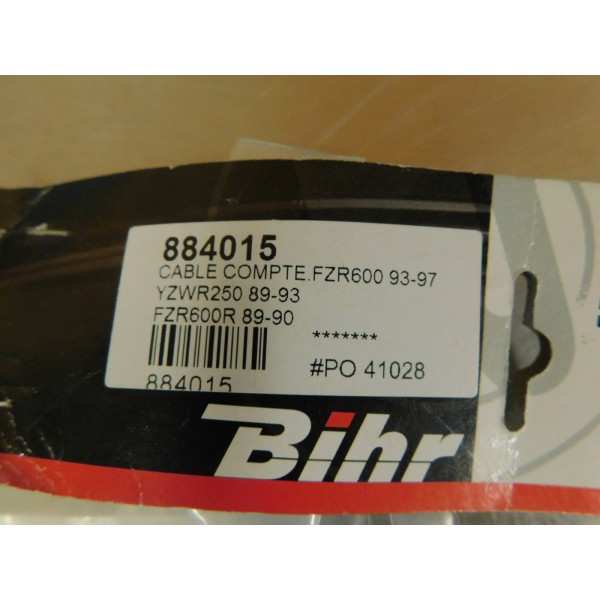 884015
CABLE COMPTE.FZR600 93-97
YZWR250 89-93
FZR600R 89-90
*******
884015
#PO 41028
Bihr